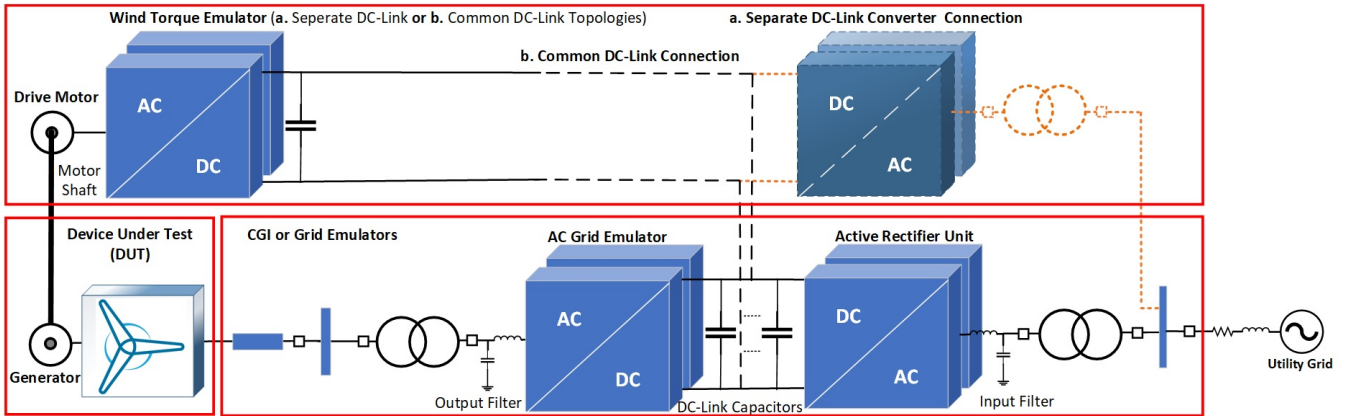 Wind Torque Emulator (a. Seperate DC-Link or b. Common DC-Link Topologies)
a. Separate DC-Link Converter Connection
b. Common DC-Link Connection
Drive Motor
AC
DC
DC
AC
Motor
Shaft
Device Under Test
(DUT)
CGI or Grid Emulators
AC Grid Emulator
Active Rectifier Unit
AC
DC
DC
AC
Generator
Output Filter
DC-Link Capacitors
Input Filter
Utility Grid